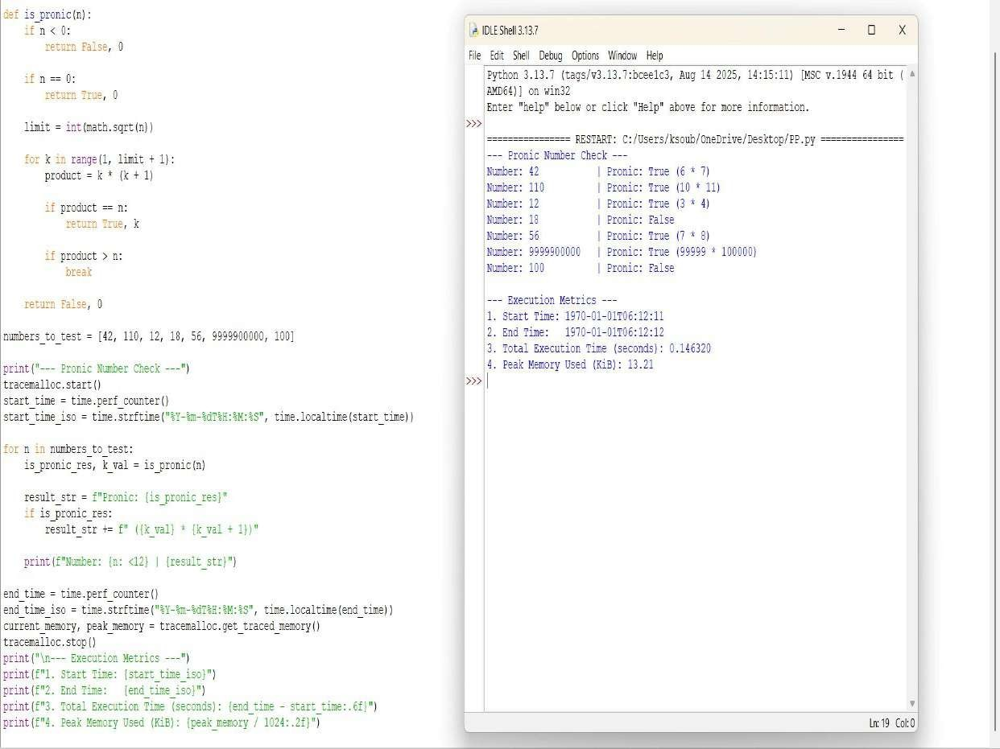 def is_pronic(n):
    if n < 0:
        return False, 0
    if n == 0:
        return True, 0
    limit = int(math.sqrt(n))
    for k in range(1, limit + 1):
        product = k * (k + 1)
        if product == n:
            return True, k
        if product > n:
            break
    return False, 0
numbers_to_test = [42, 110, 12, 18, 56, 9999900000, 100]
print("--- Pronic Number Check ---")
tracemalloc.start()
start_time = time.perf_counter()
start_time_iso = time.strftime("%Y-%m-%dT%H:%M:%S", time.localtime(start_time))
for n in numbers_to_test:
    is_pronic_res, k_val = is_pronic(n)
    result_str = f"Pronic: {is_pronic_res}"
    if is_pronic_res:
        result_str += f" ({k_val} * {k_val + 1})"
    print(f"Number: {n: <12} | {result_str}")
end_time = time.perf_counter()
end_time_iso = time.strftime("%Y-%m-%dT%H:%M:%S", time.localtime(end_time))
current_memory, peak_memory = tracemalloc.get_traced_memory()
tracemalloc.stop()
print("\n--- Execution Metrics ---")
print(f"1. Start Time: {start_time_iso}")
print(f"2. End Time:   {end_time_iso}")
print(f"3. Total Execution Time (seconds): {end_time - start_time:.6f}")
print(f"4. Peak Memory Used (KiB): {peak_memory / 1024:.2f}")
IDLE Shell 3.13.7
File Edit Shell Debug Options Window Help
Python 3.13.7 (tags/v3.13.7:bcee1c3, Aug 14 2025, 14:15:11) [MSC v.1944 64 bit (
AMD64)] on win32
Enter "help" below or click "Help" above for more information.
>>>
================ RESTART: C:/Users/ksoub/OneDrive/Desktop/PP.py ================
--- Pronic Number Check ---
Number: 42           | Pronic: True (6 * 7)
Number: 110          | Pronic: True (10 * 11)
Number: 12           | Pronic: True (3 * 4)
Number: 18           | Pronic: False
Number: 56           | Pronic: True (7 * 8)
Number: 9999900000   | Pronic: True (99999 * 100000)
Number: 100          | Pronic: False
--- Execution Metrics ---
1. Start Time: 1970-01-01T06:12:11
2. End Time:   1970-01-01T06:12:12
3. Total Execution Time (seconds): 0.146320
4. Peak Memory Used (KiB): 13.21
>>>
Ln: 19 Col: 0